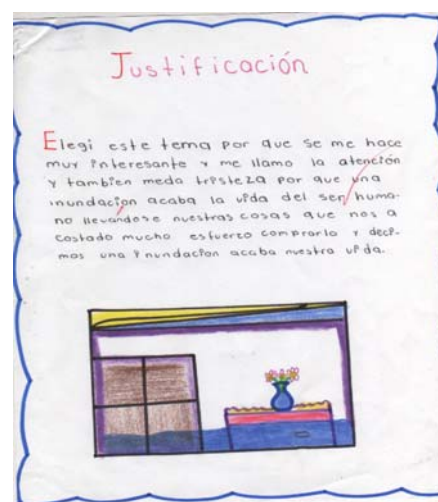 Justificación
Elegi este tema por que se me hace
muy interesante y me llamo la atención
y tambien meda tristeza por que una
inundación acaba la vida del ser huma-
no llevandose nuestras cosas que nos a
costado mucho esfuerzo comprarlo y deci-
mos una inundacion acaba nuestra vida.